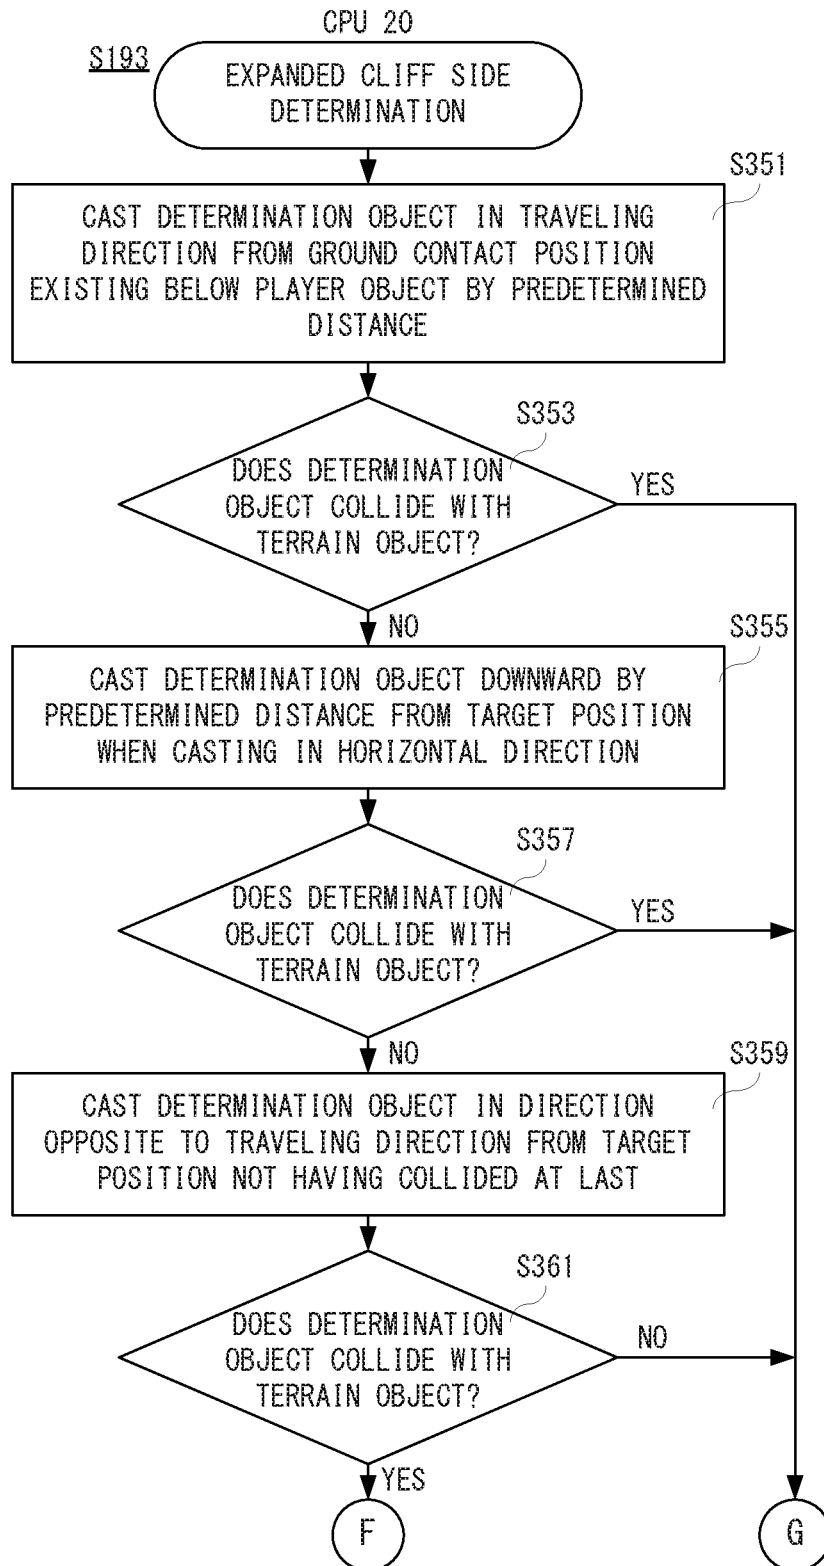 CPU 20
S193
EXPANDED CLIFF SIDE
DETERMINATION
S351
CAST DETERMINATION OBJECT IN TRAVELING
DIRECTION FROM GROUND CONTACT POSITION
EXISTING BELOW PLAYER OBJECT BY PREDETERMINED
DISTANCE
S353
DOES DETERMINATION
OBJECT COLLIDE WITH
TERRAIN OBJECT?
YES
NO
S355
CAST DETERMINATION OBJECT DOWNWARD BY
PREDETERMINED DISTANCE FROM TARGET POSITION
WHEN CASTING IN HORIZONTAL DIRECTION
S357
DOES DETERMINATION
OBJECT COLLIDE WITH
TERRAIN OBJECT?
YES
NO
S359
CAST DETERMINATION OBJECT IN DIRECTION
OPPOSITE TO TRAVELING DIRECTION FROM TARGET
POSITION NOT HAVING COLLIDED AT LAST
S361
DOES DETERMINATION
OBJECT COLLIDE WITH
TERRAIN OBJECT?
NO
YES
F
G